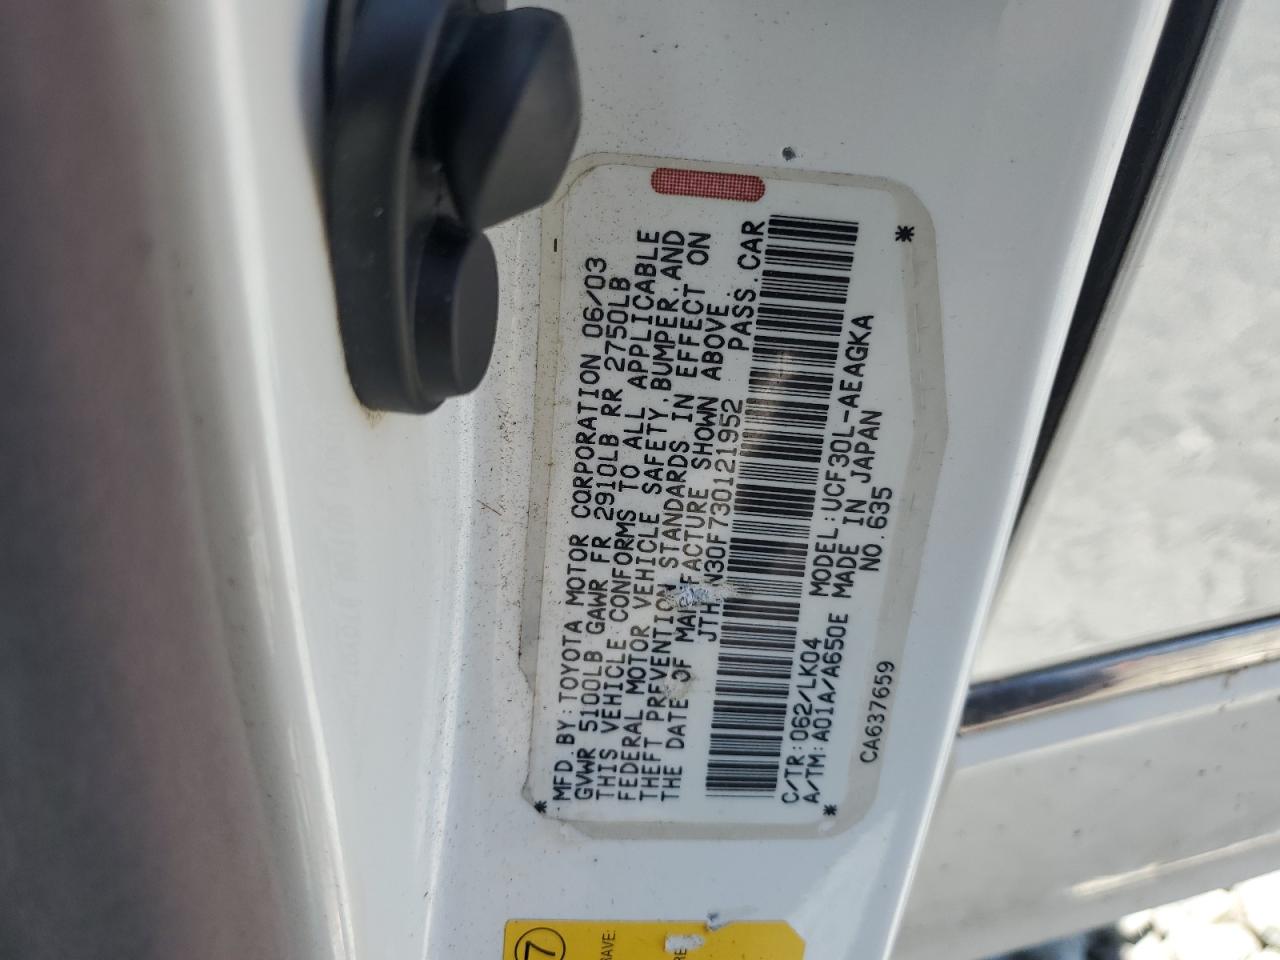 MFD. BY: TOYOTA MOTOR CORPORATION 06/03
GVWR 5100LB GAWR FR 2910LB RR 2750LB
THIS VEHICLE CONFORMS TO ALL APPLICABLE
FEDERAL MOTOR VEHICLE SAFETY, BUMPER, AND
THEFT PREVENTION STANDARDS IN EFFECT ON
THE DATE OF MANUFACTURE SHOWN ABOVE.
N30F730121952 PASS. CAR
C/TR: 062/LK04 MODEL: UCF30L-AEAGKA
A/TM: A01A/A650E MADE IN JAPAN
NO. 635
CA637659
7